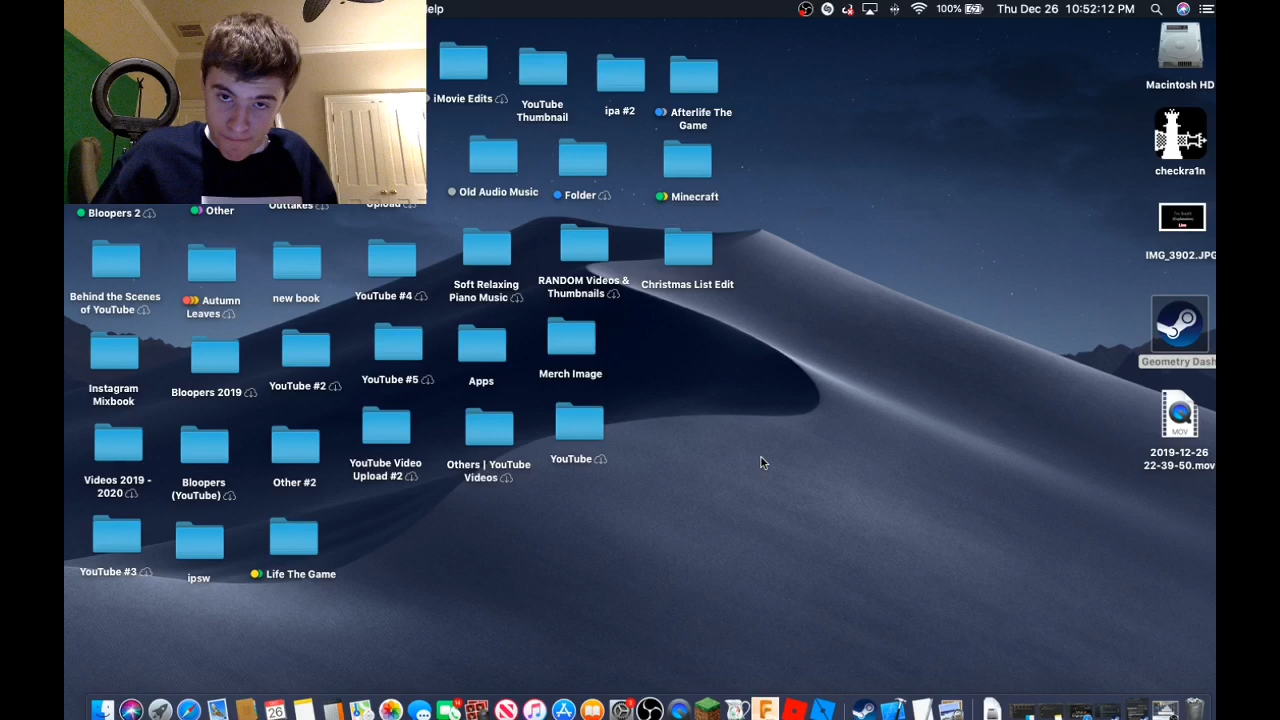 elp
100%
Thu Dec 26 10:52:12 PM
iMovie Edits
YouTube
Thumbnail
ipa #2
Afterlife The
Game
Macintosh HD
checkra1n
Old Audio Music
Folder
Minecraft
Bloopers 2
Other
Outtakes
Upload
IMG_3902.JPG
Behind the Scenes
of YouTube
Autumn
Leaves
new book
YouTube #4
Soft Relaxing
Piano Music
RANDOM Videos &
Thumbnails
Christmas List Edit
Geometry Dash
Instagram
Mixbook
Bloopers 2019
YouTube #2
YouTube #5
Apps
Merch Image
MOV
2019-12-26
22-39-50.mov
Videos 2019 -
2020
Bloopers
(YouTube)
Other #2
YouTube Video
Upload #2
Others | YouTube
Videos
YouTube
YouTube #3
ipsw
Life The Game
26